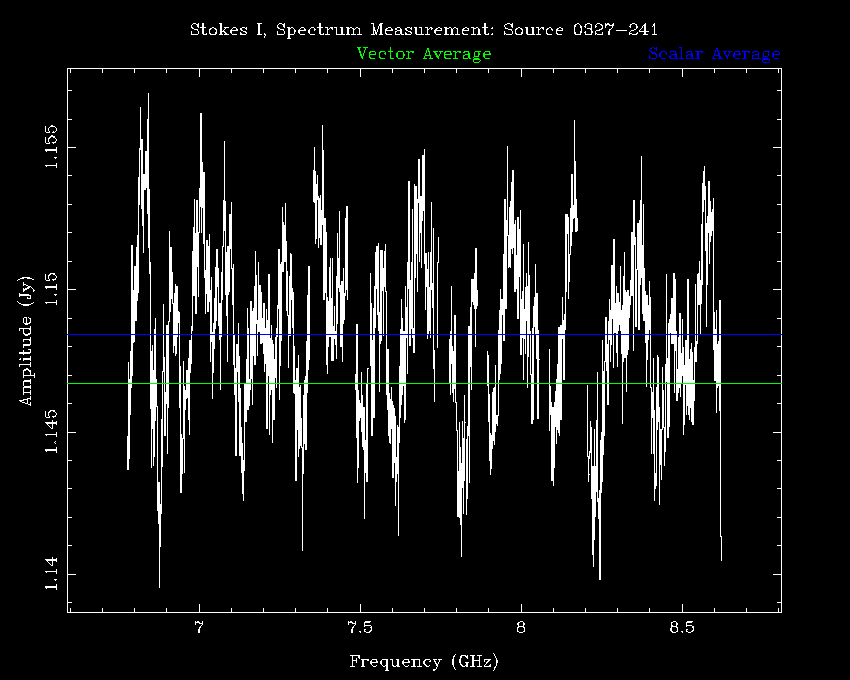 Stokes I, Spectrum Measurement: Source 0327−241
Vector Average Scalar Average
1.155
1.15
1.145
1.14
Amplitude (Jy)
7 7.5 8 8.5
Frequency (GHz)